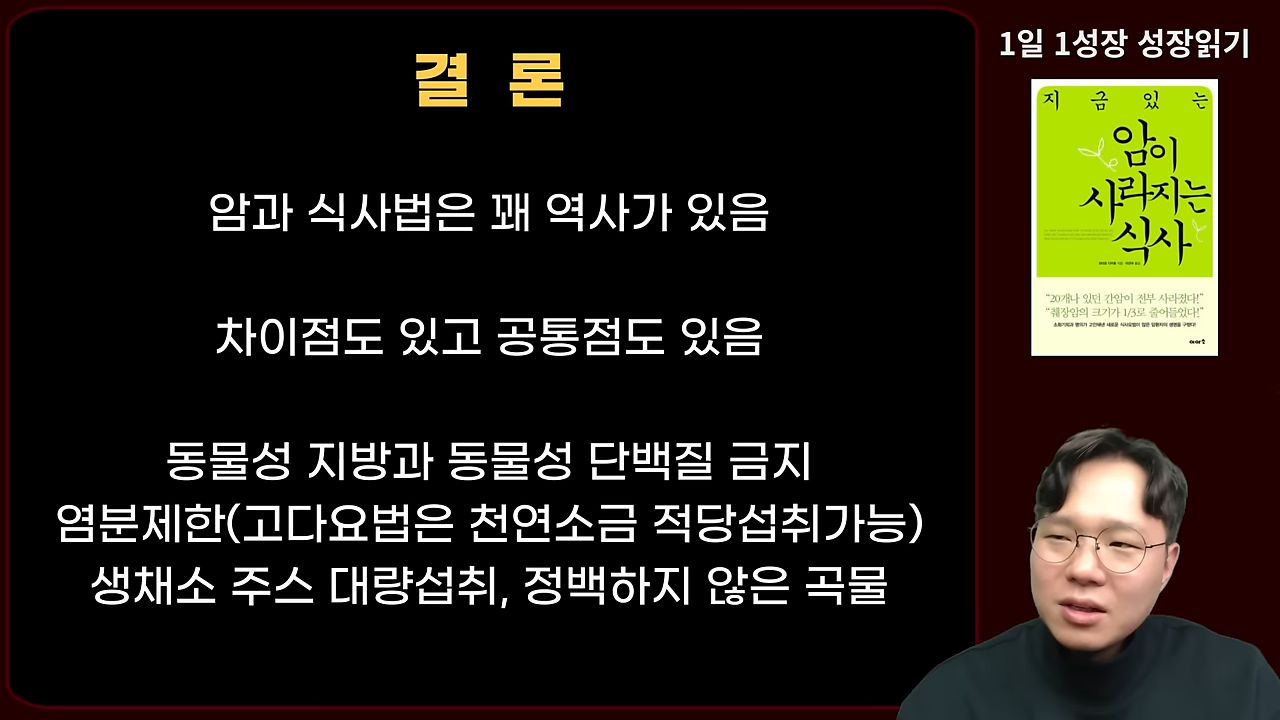 결 론
암과 식사법은 꽤 역사가 있음
차이점도 있고 공통점도 있음
동물성 지방과 동물성 단백질 금지
염분제한(고다요법은 천연소금 적당섭취가능)
생채소 주스 대량섭취, 정백하지 않은 곡물
1일 1성장 성장읽기
지금있는
암이
사라지는
식사
“20개나 있던 간암이 전부 사라졌다!”
“췌장암의 크기가 1/3로 줄어들었다!”